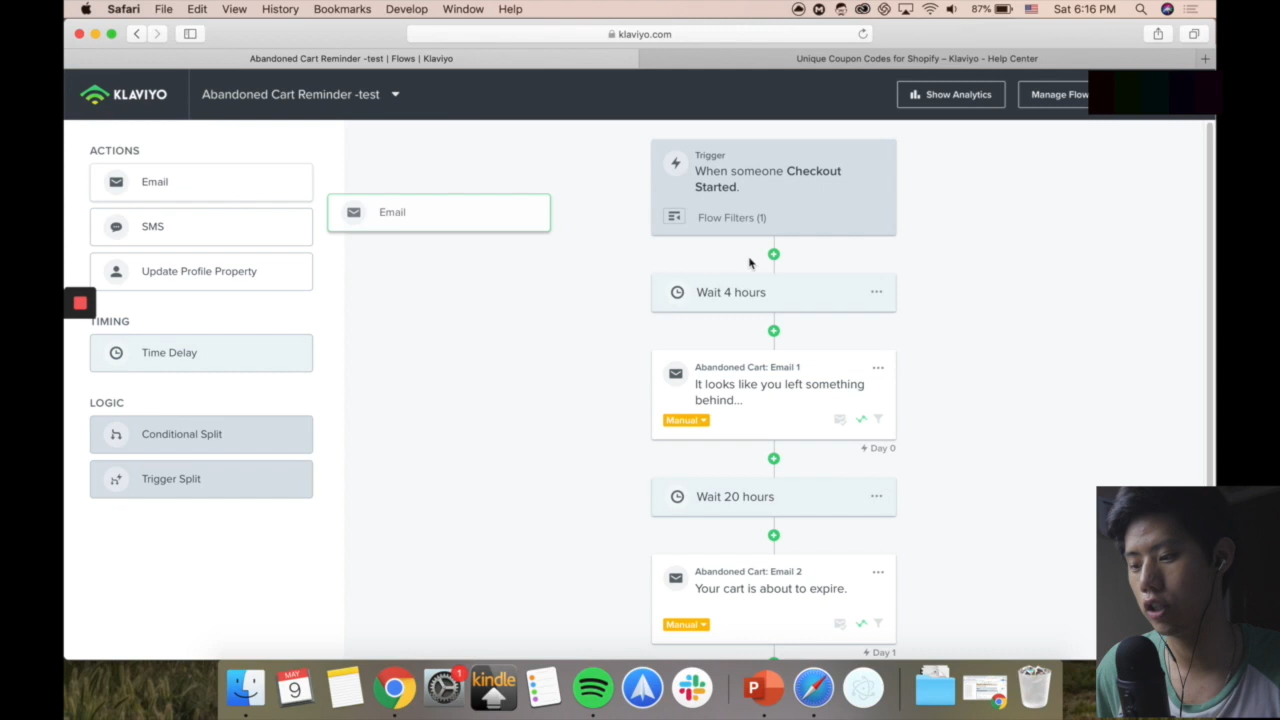 Safari File Edit View History Bookmarks Develop Window Help 87% Sat 6:16 PM
klaviyo.com
Abandoned Cart Reminder -test | Flows | Klaviyo
Unique Coupon Codes for Shopify – Klaviyo - Help Center
KLAVIYO
Abandoned Cart Reminder -test
Show Analytics
Manage Flow
ACTIONS
Email
SMS
Update Profile Property
TIMING
Time Delay
LOGIC
Conditional Split
Trigger Split
Email
Trigger
When someone Checkout
Started.
Flow Filters (1)
Wait 4 hours
Abandoned Cart: Email 1
It looks like you left something
behind...
Manual
Day 0
Wait 20 hours
Abandoned Cart: Email 2
Your cart is about to expire.
Manual
Day 1
MAY
9
1
kindle
P